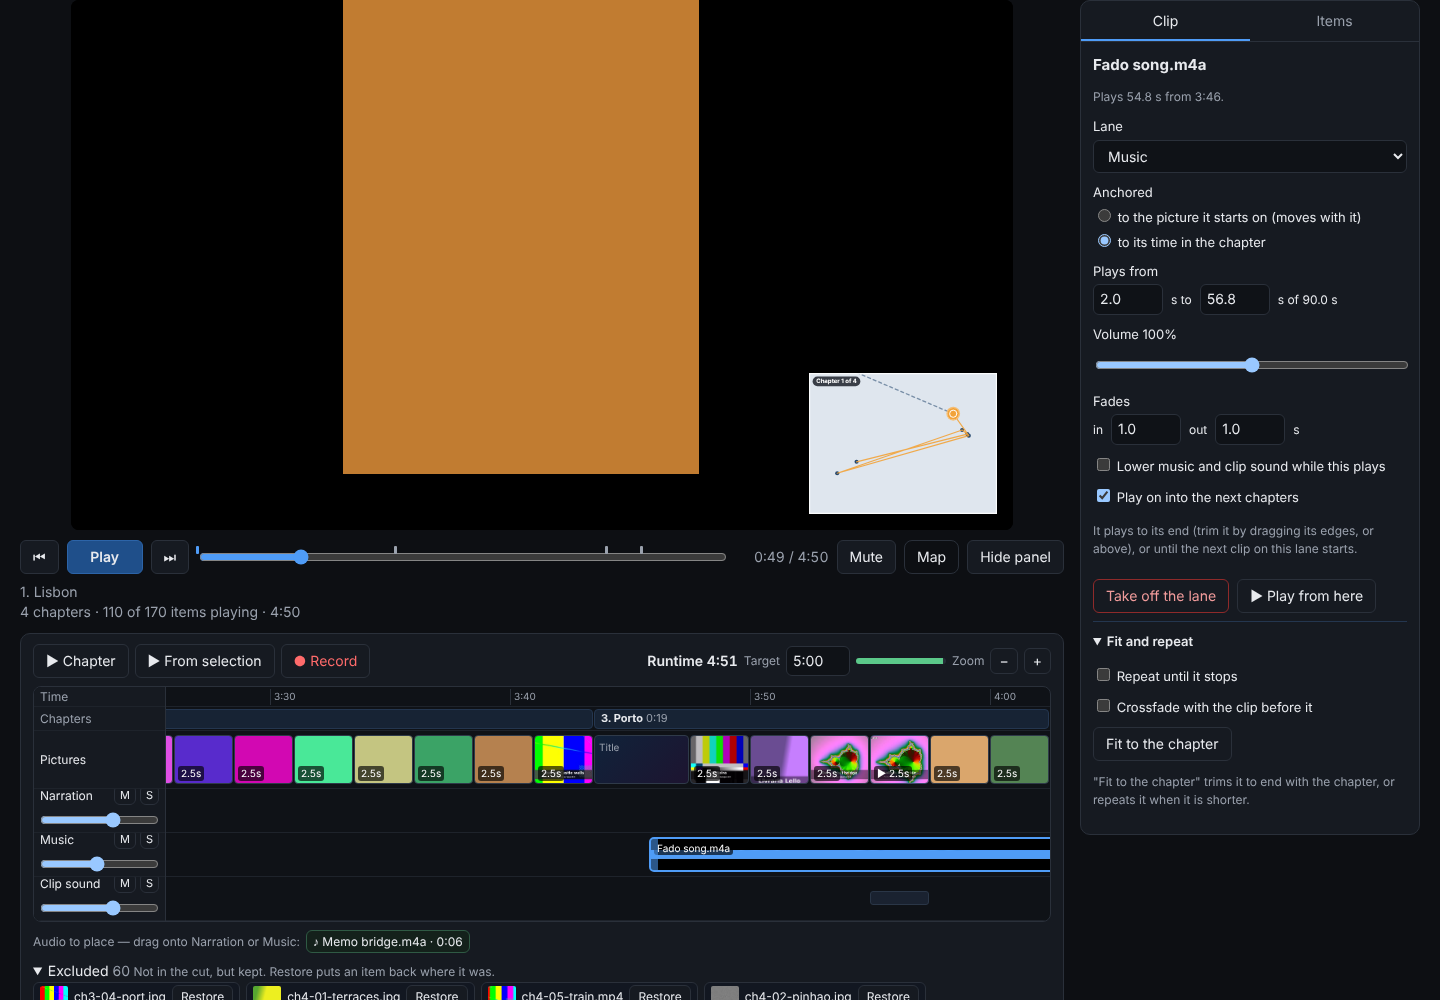 Clip
Items
Fado song.m4a
Plays 54.8 s from 3:46.
Lane
Music
Anchored
to the picture it starts on (moves with it)
to its time in the chapter
Plays from
2.0 s to 56.8 s of 90.0 s
Volume 100%
Fades
in 1.0 out 1.0 s
Lower music and clip sound while this plays
Play on into the next chapters
It plays to its end (trim it by dragging its edges, or
above), or until the next clip on this lane starts.
Take off the lane
▶ Play from here
▼ Fit and repeat
Repeat until it stops
Crossfade with the clip before it
Fit to the chapter
"Fit to the chapter" trims it to end with the chapter, or
repeats it when it is shorter.
Chapter 1 of 4
⏮ Play ⏭ 0:49 / 4:50 Mute Map Hide panel
1. Lisbon
4 chapters · 110 of 170 items playing · 4:50
▶ Chapter ▶ From selection ● Record Runtime 4:51 Target 5:00 Zoom − +
Time 3:30 3:40 3:50 4:00
Chapters 3. Porto 0:19
Pictures 2.5s 2.5s 2.5s 2.5s 2.5s 2.5s 2.5s Title 2.5s 2.5s 2.5s ▶ 2.5s 2.5s 2.5s
Narration M S
Music M S Fado song.m4a
Clip sound M S
Audio to place — drag onto Narration or Music: ♪ Memo bridge.m4a · 0:06
▼ Excluded 60 Not in the cut, but kept. Restore puts an item back where it was.
ch3-04-port.jpg Restore ch4-01-terraces.jpg Restore ch4-05-train.mp4 Restore ch4-02-pinhao.jpg Restore